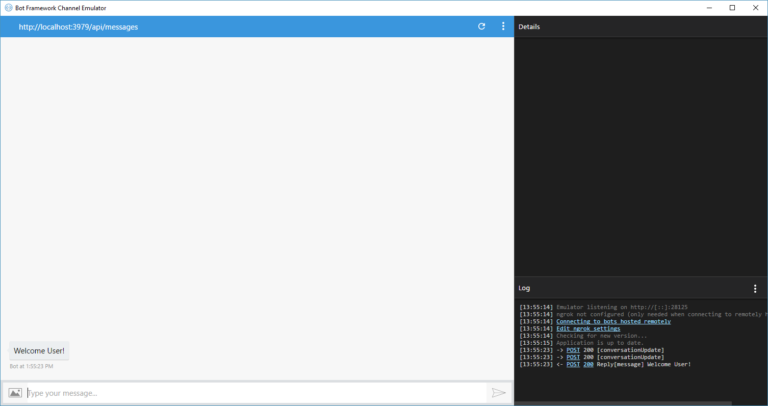 Bot Framework Channel Emulator
http://localhost:3979/api/messages
Welcome User!
Bot at 1:55:23 PM
Type your message...
Details
Log
[13:55:14] Emulator listening on http://[::]:28125
[13:55:14] ngrok not configured (only needed when connecting to remotely
[13:55:14] Connecting to bots hosted remotely
[13:55:14] Edit ngrok settings
[13:55:14] Checking for new version...
[13:55:15] Application is up to date.
[13:55:23] -> POST 200 [conversationUpdate]
[13:55:23] -> POST 200 [conversationUpdate]
[13:55:23] <- POST 200 Reply[message] Welcome User!